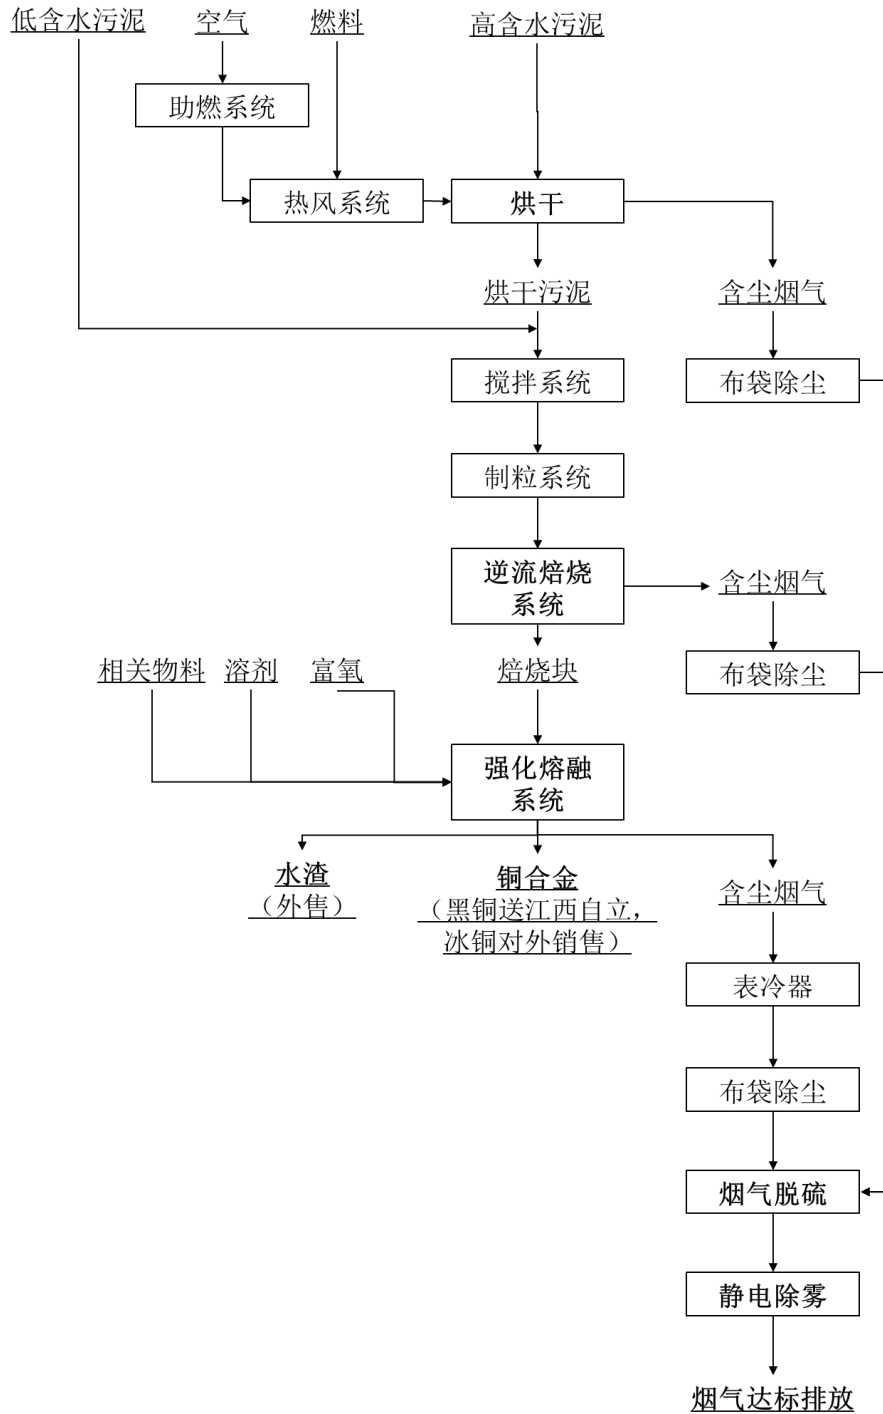 低含水污泥
空气
燃料
高含水污泥
助燃系统
热风系统
烘干
烘干污泥
含尘烟气
搅拌系统
布袋除尘
制粒系统
逆流焙烧
系统
含尘烟气
相关物料
溶剂
富氧
焙烧块
布袋除尘
强化熔融
系统
水渣
（外售）
铜合金
（黑铜送江西自立，
冰铜对外销售）
含尘烟气
表冷器
布袋除尘
烟气脱硫
静电除雾
烟气达标排放